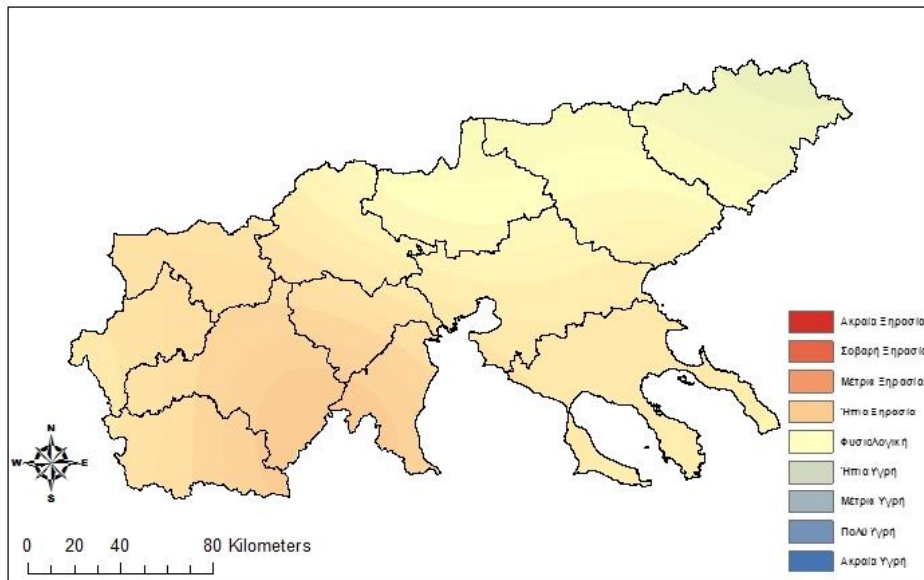 Ακραία Ξηρασία
Σοβαρή Ξηρασία
Μέτρια Ξηρασία
Ήπια Ξηρασία
Φυσιολογική
Ήπια Υγρή
Μέτρια Υγρή
Πολύ Υγρή
Ακραία Υγρή
N
W E
S
0 20 40 80 Kilometers